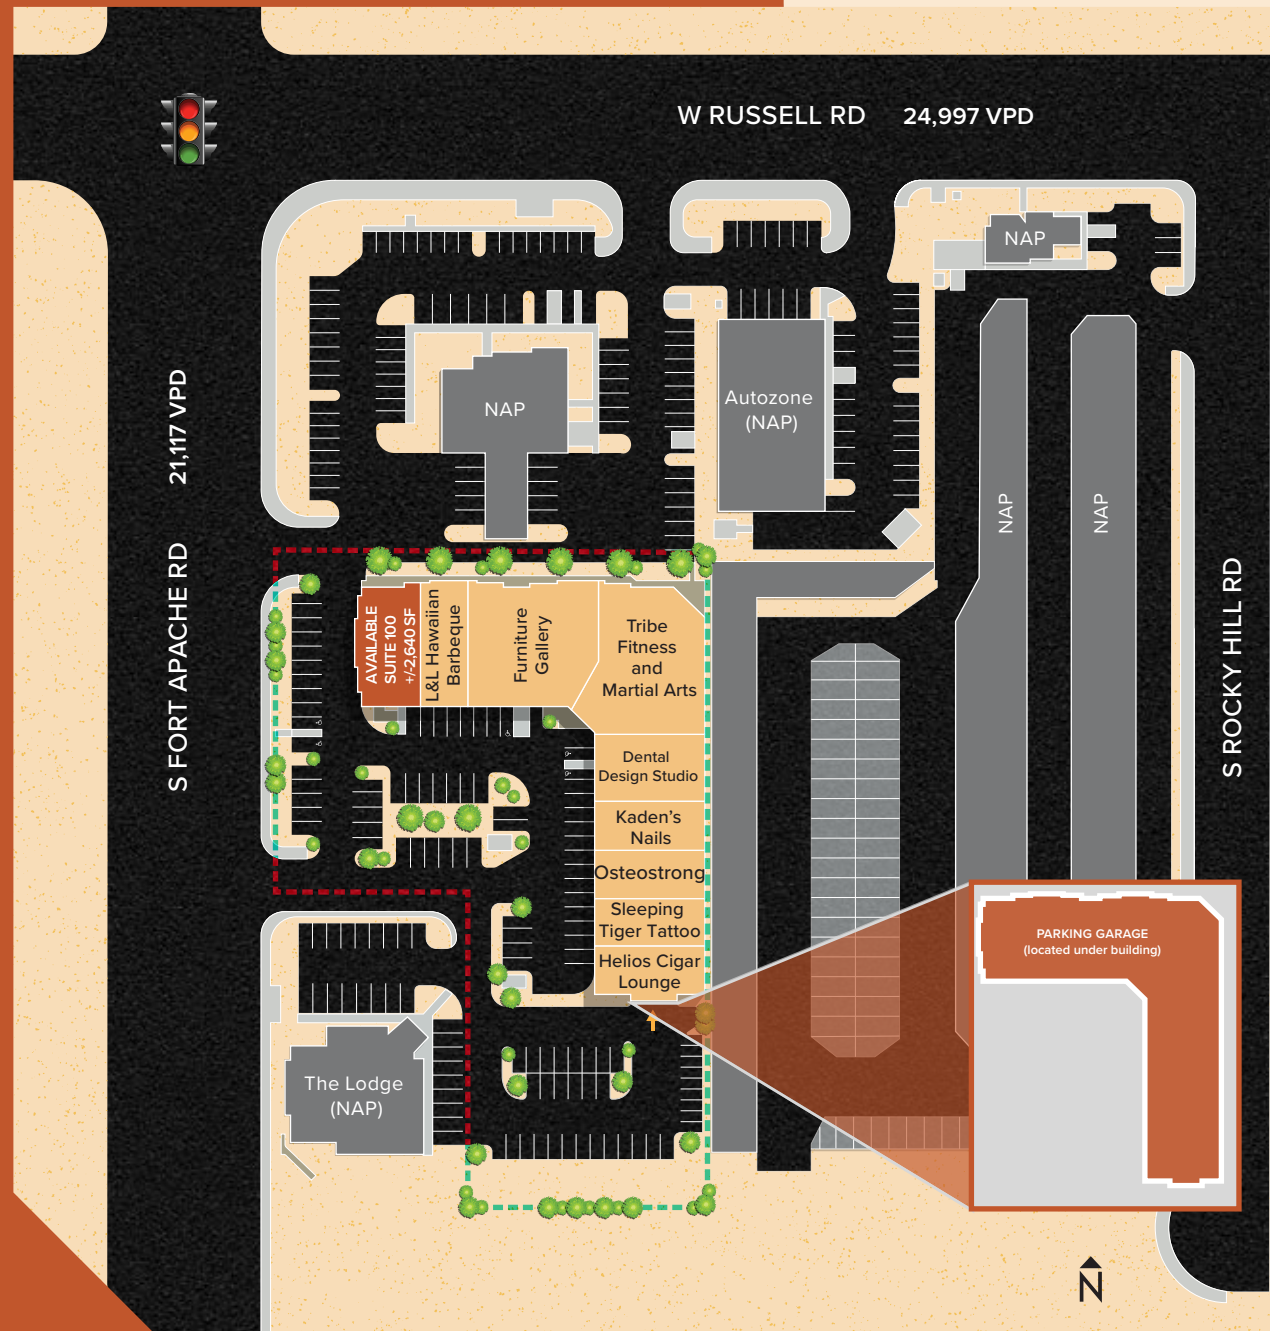 W RUSSELL RD 24,997 VPD
NAP
NAP
Autozone
(NAP)
21,117 VPD
S FORT APACHE RD
NAP
NAP
S ROCKY HILL RD
AVAILABLE
SUITE 100
+/-2,640 SF
L&L Hawaiian
Barbeque
Furniture
Gallery
Tribe
Fitness
and
Martial Arts
Dental
Design Studio
Kaden's
Nails
Osteostrong
Sleeping
Tiger Tattoo
Helios Cigar
Lounge
PARKING GARAGE
(located under building)
The Lodge
(NAP)
N